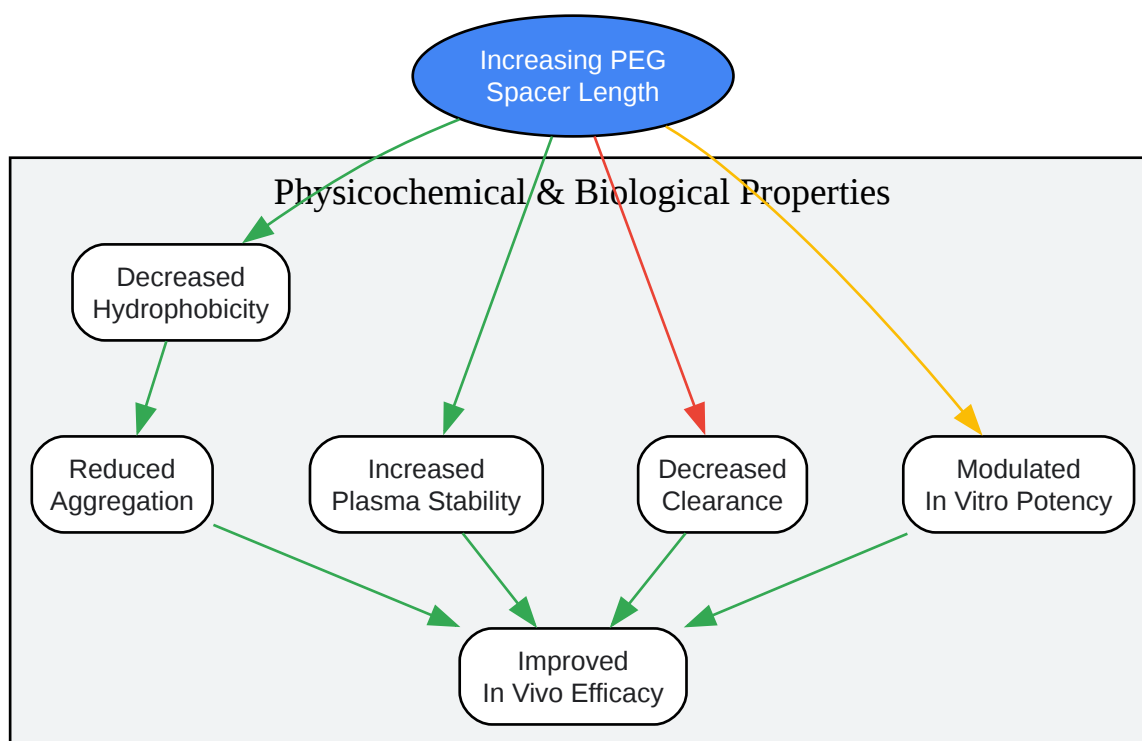 Increasing PEG
Spacer Length
Physicochemical & Biological Properties
Decreased
Hydrophobicity
Reduced
Aggregation
Increased
Plasma Stability
Decreased
Clearance
Modulated
In Vitro Potency
Improved
In Vivo Efficacy